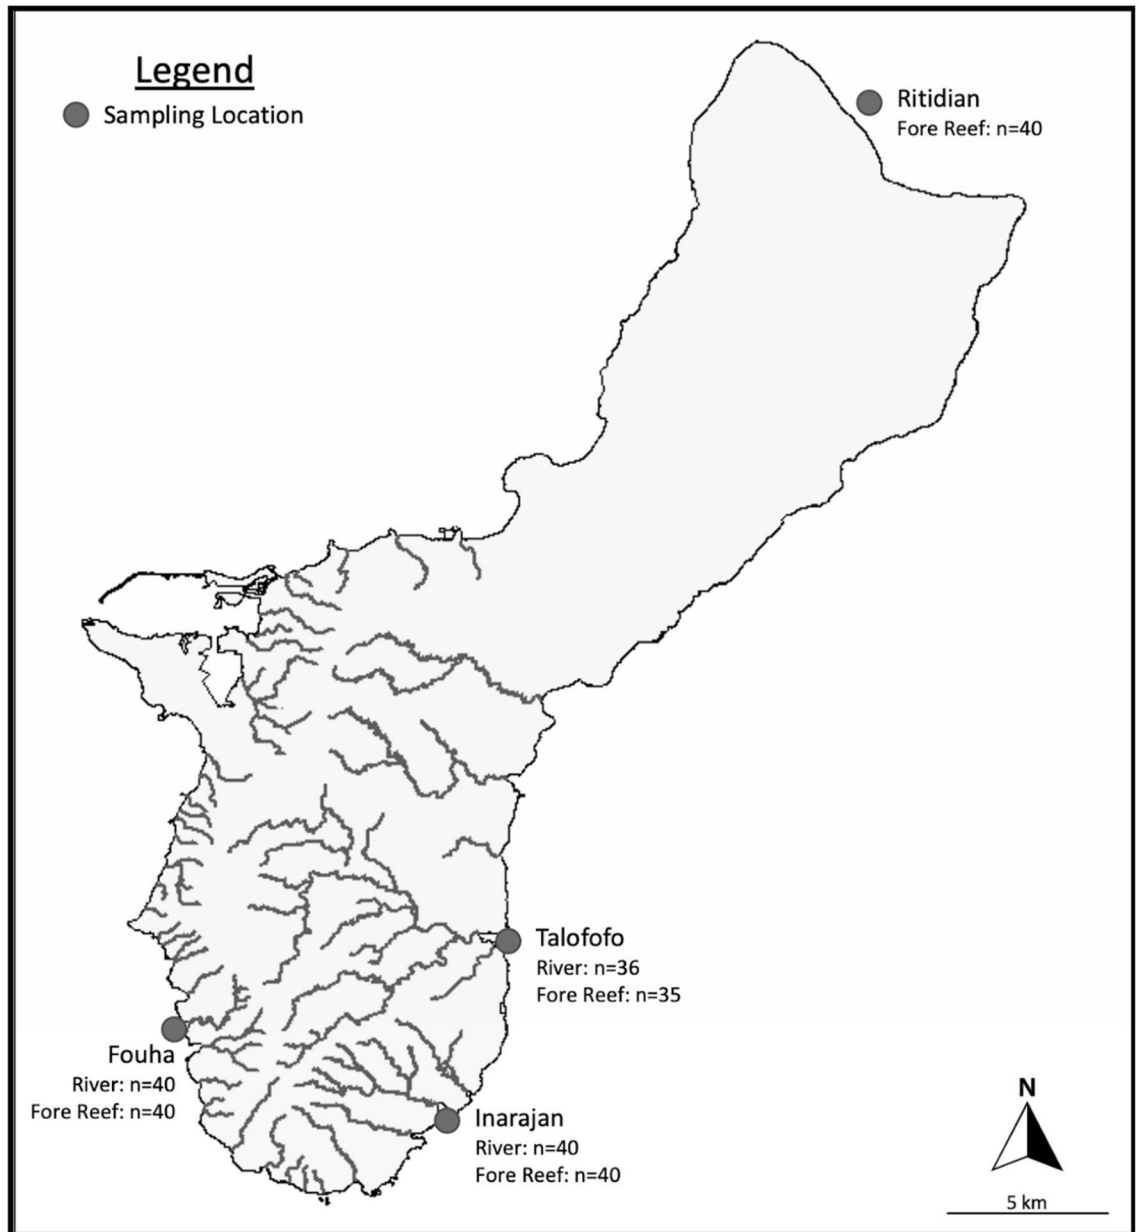 Legend
Sampling Location
Ritidian
Fore Reef: n=40
Talofofo
River: n=36
Fore Reef: n=35
Fouha
River: n=40
Fore Reef: n=40
Inarajan
River: n=40
Fore Reef: n=40
N
5 km